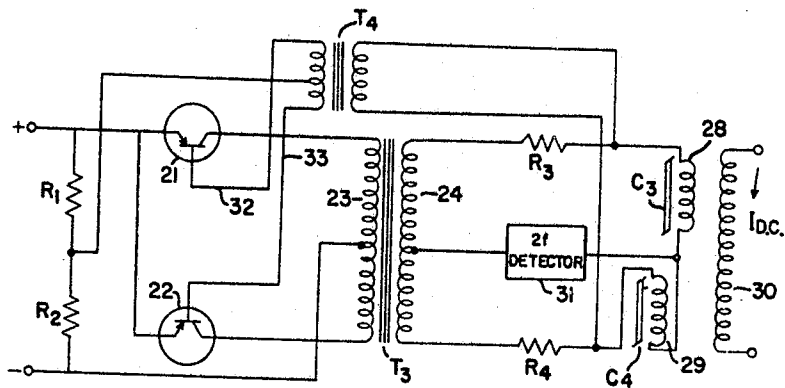 T4
+
21
R1
32
33
23
24
R3
28
C3
I D.C.
2f
DETECTOR
31
30
22
R2
−
T3
R4
C4
29